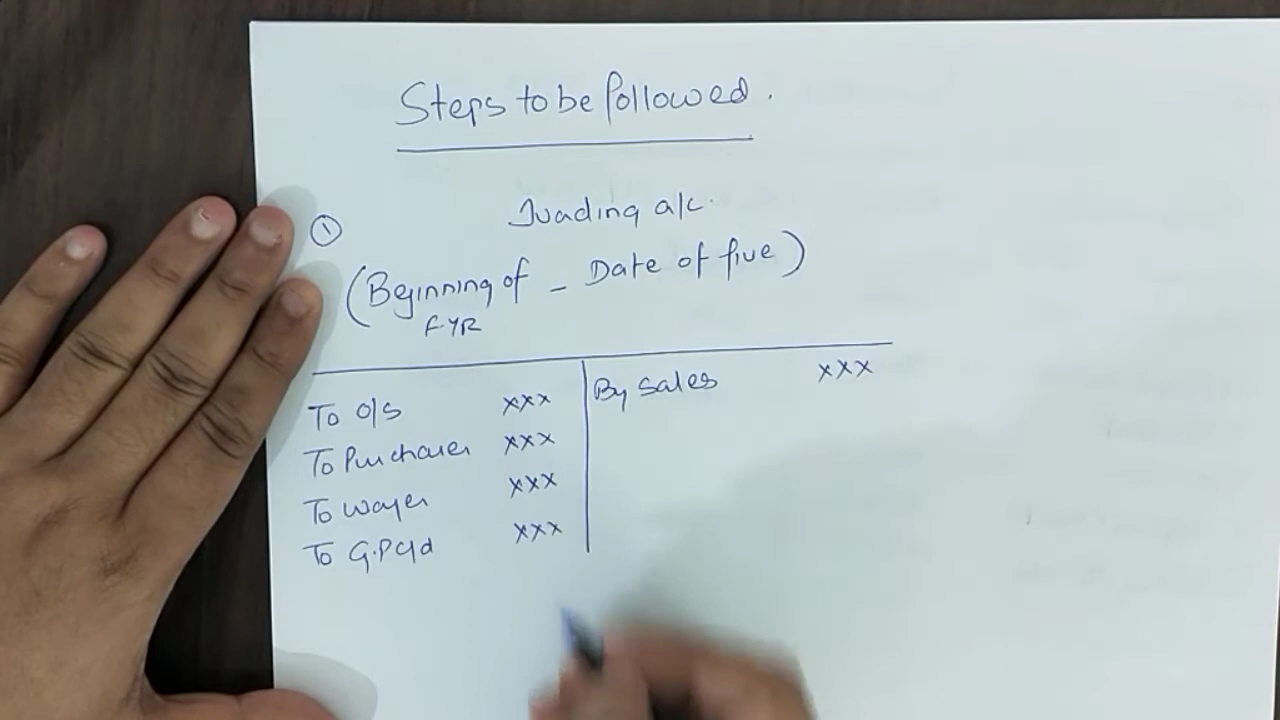 Steps to be followed.
① Trading a/c.
(Beginning of - Date of fire)
FYR
To O/S xxx By Sales xxx
To Purchases xxx
To Wages xxx
To G.P c/d xxx